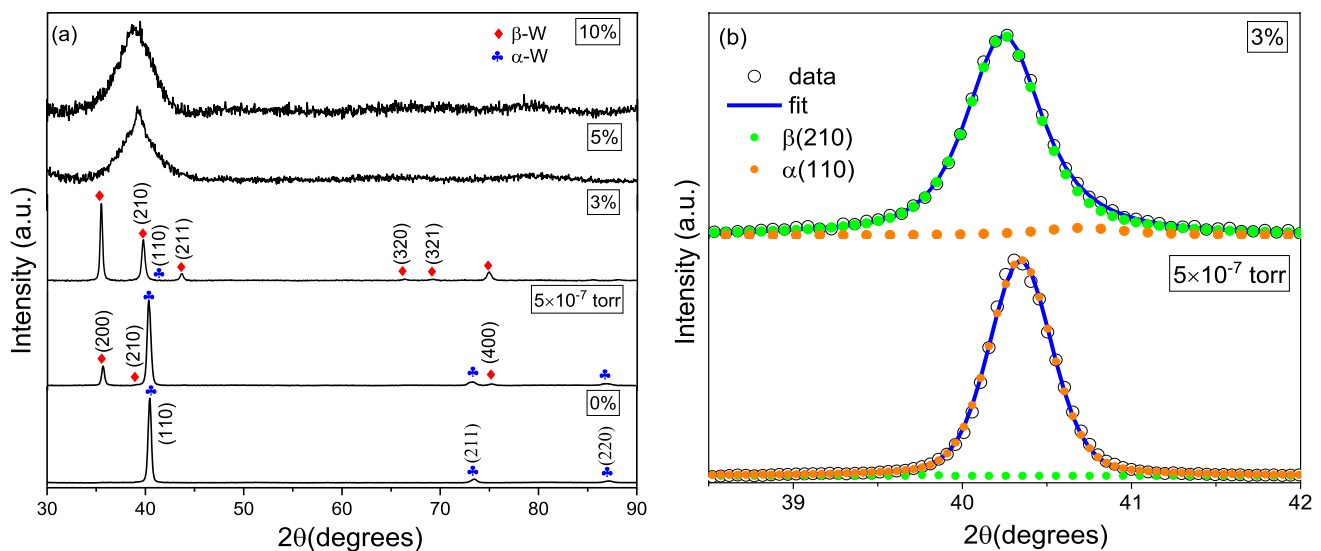 (a)
β-W
α-W
10%
5%
3%
(210)
(110)
(211)
(320)
(321)
5×10⁻⁷ torr
(200)
(210)
(400)
0%
(110)
(211)
(220)
30 40 50 60 70 80 90
2θ(degrees)
Intensity (a.u.)
(b)
3%
data
fit
β(210)
α(110)
5×10⁻⁷ torr
39 40 41 42
2θ(degrees)
Intensity (a.u.)